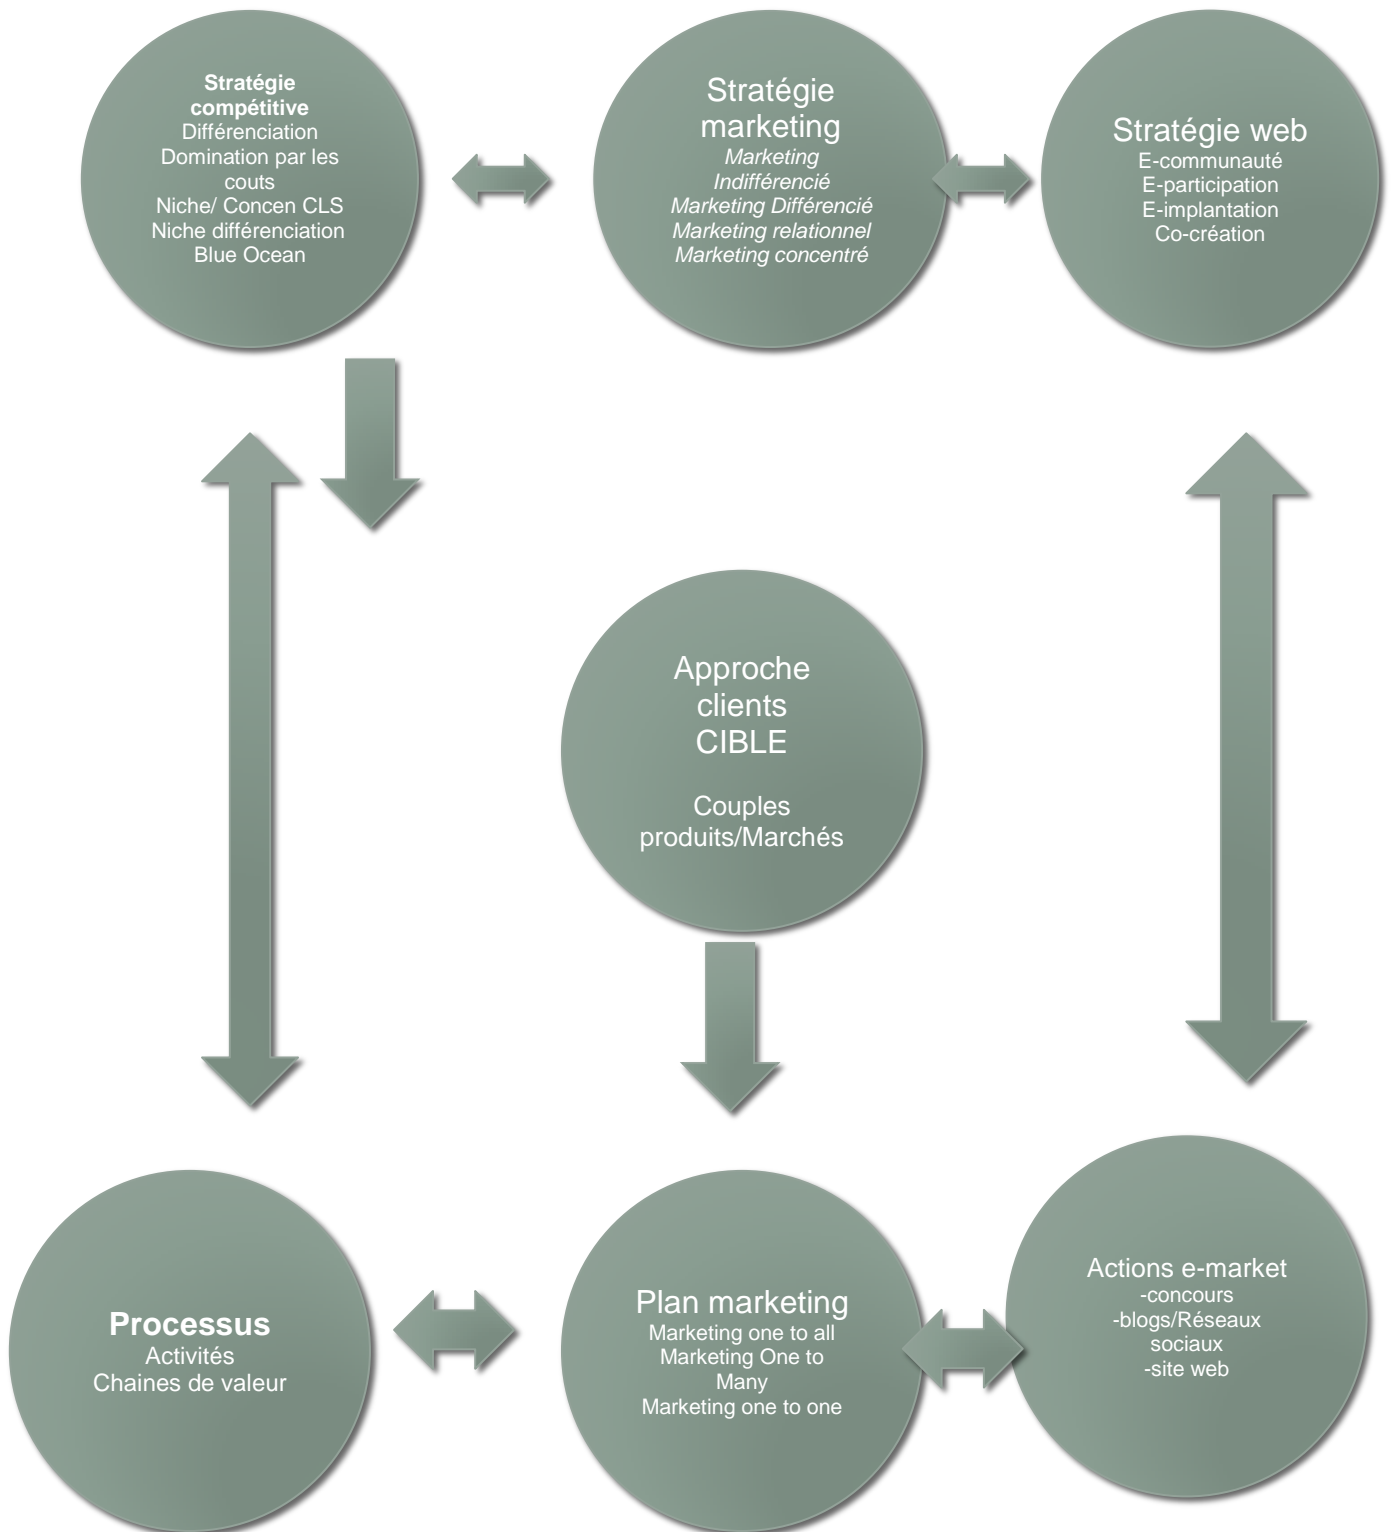 Stratégie
compétitive
Différenciation
Domination par les
couts
Niche/ Concen CLS
Niche différenciation
Blue Ocean
Stratégie
marketing
Marketing
Indifférencié
Marketing Différencié
Marketing relationnel
Marketing concentré
Stratégie web
E-communauté
E-participation
E-implantation
Co-création
Approche
clients
CIBLE
Couples
produits/Marchés
Processus
Activités
Chaines de valeur
Plan marketing
Marketing one to all
Marketing One to
Many
Marketing one to one
Actions e-market
-concours
-blogs/Réseaux
sociaux
-site web